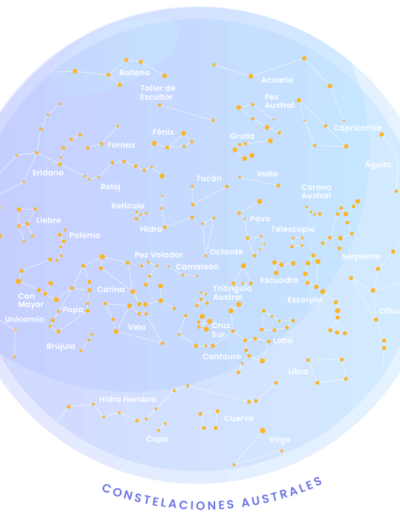 Ballena
Acuario
Taller de
Escultor
Pez
Austral
Capricornio
Fénix
Grulla
Fornax
Águila
Eridano
Reloj
Tucán
India
Corona
Austral
Retículo
Liebre
Pavo
Paloma
Hidra
Telescopio
Octante
Pez Volador
Camaleón
Serpiente
Escuadra
Can
Mayor
Carina
Triángulo
Austral
Escorpio
Popa
Unicornio
Vela
Cruz
Sur
Lobo
Brújula
Centauro
Libra
Hidra Hembra
Cuervo
Copa
Virgo
CONSTELACIONES AUSTRALES